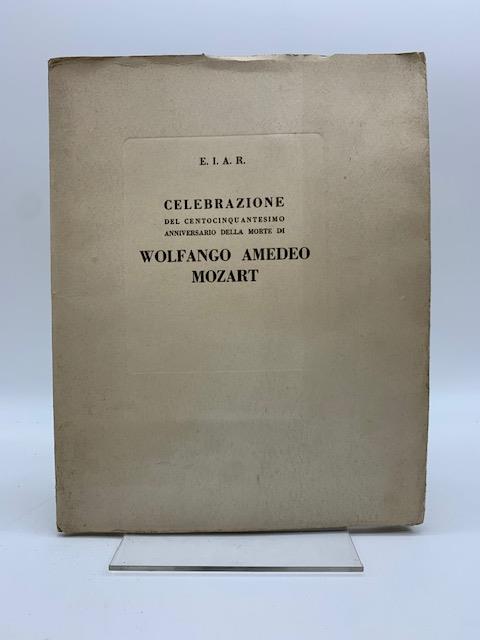 E. I. A. R.
CELEBRAZIONE
DEL CENTOCINQUANTESIMO
ANNIVERSARIO DELLA MORTE DI
WOLFANGO AMEDEO
MOZART